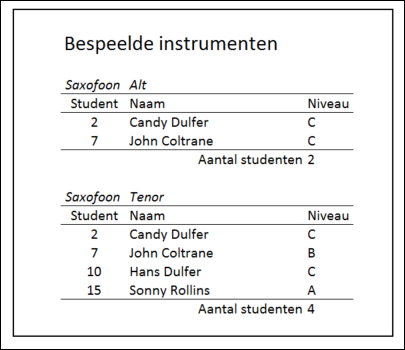 Bespeelde instrumenten
Saxofoon Alt
Student Naam Niveau
2 Candy Dulfer C
7 John Coltrane C
Aantal studenten 2
Saxofoon Tenor
Student Naam Niveau
2 Candy Dulfer C
7 John Coltrane B
10 Hans Dulfer C
15 Sonny Rollins A
Aantal studenten 4